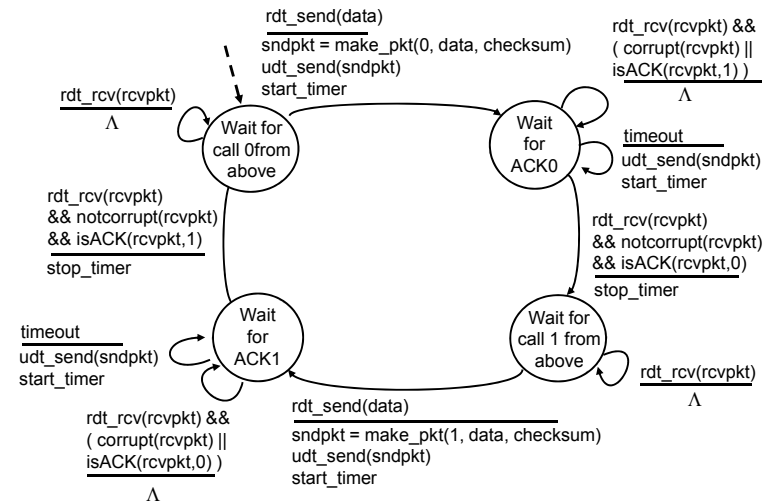 rdt_send(data)
sndpkt = make_pkt(0, data, checksum)
udt_send(sndpkt)
start_timer
rdt_rcv(rcvpkt) &&
( corrupt(rcvpkt) ||
isACK(rcvpkt,1) )
Λ
rdt_rcv(rcvpkt)
Λ
Wait for
call 0from
above
Wait
for
ACK0
timeout
udt_send(sndpkt)
start_timer
rdt_rcv(rcvpkt)
&& notcorrupt(rcvpkt)
&& isACK(rcvpkt,1)
stop_timer
rdt_rcv(rcvpkt)
&& notcorrupt(rcvpkt)
&& isACK(rcvpkt,0)
stop_timer
timeout
udt_send(sndpkt)
start_timer
Wait
for
ACK1
Wait for
call 1 from
above
rdt_rcv(rcvpkt)
Λ
rdt_rcv(rcvpkt) &&
( corrupt(rcvpkt) ||
isACK(rcvpkt,0) )
Λ
rdt_send(data)
sndpkt = make_pkt(1, data, checksum)
udt_send(sndpkt)
start_timer